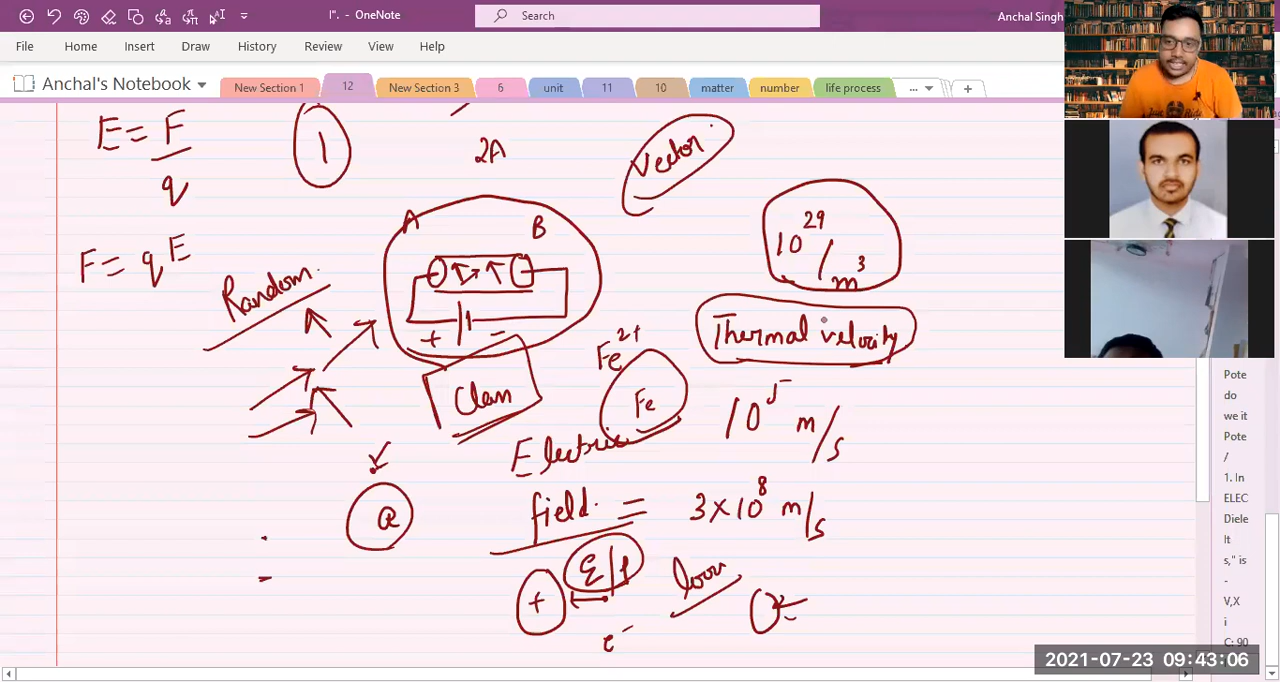 l". - OneNote
Search
Anchal Singh
File Home Insert Draw History Review View Help
Anchal's Notebook New Section 1 12 New Section 3 6 unit 11 10 matter number life process ...
E = F / q
1
2A
Vector
F = qE
Random.
A B
+ -
10^29 / m^3
Thermal velocity
Fe^2+
Fe
10^5 m/s
Electric
field. = 3×10^8 m/s
+
e^-
Pote
do
we it
Pote
/
1. In
ELEC
Diele
It
s," is
-
V,X
i
C: 90
2021-07-23 09:43:06